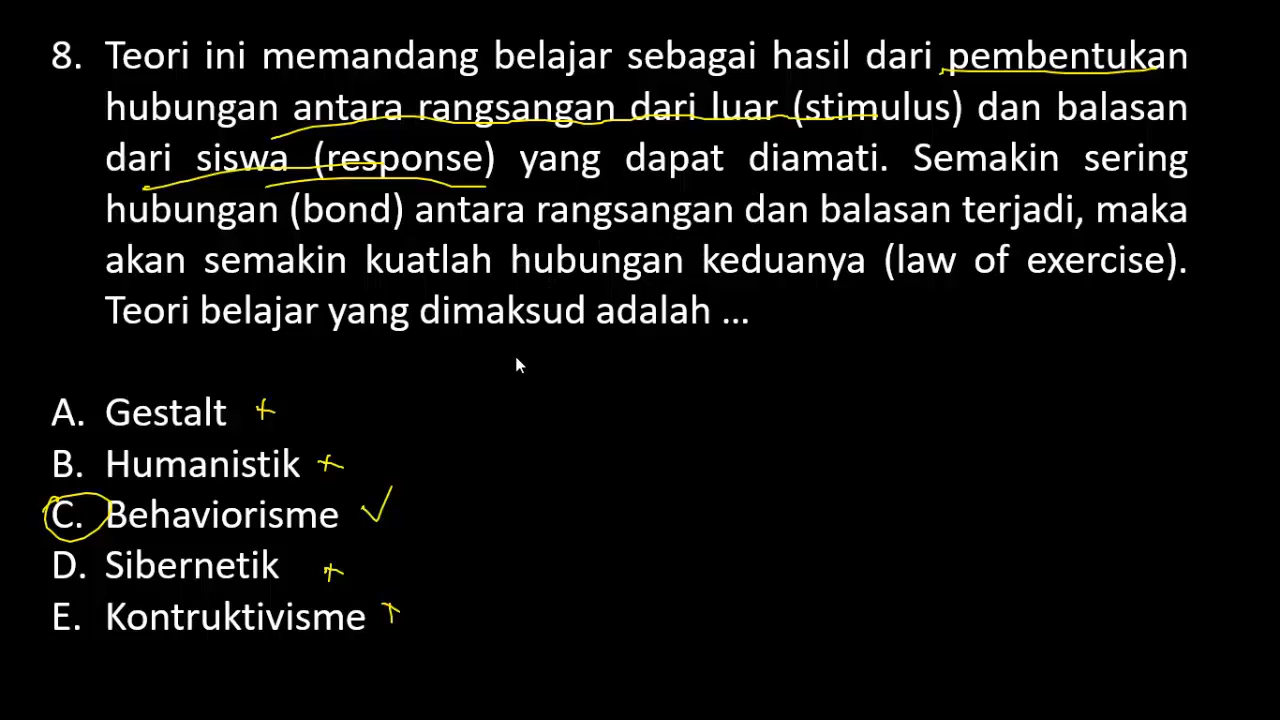 8. Teori ini memandang belajar sebagai hasil dari pembentukan
hubungan antara rangsangan dari luar (stimulus) dan balasan
dari siswa (response) yang dapat diamati. Semakin sering
hubungan (bond) antara rangsangan dan balasan terjadi, maka
akan semakin kuatlah hubungan keduanya (law of exercise).
Teori belajar yang dimaksud adalah ...
A. Gestalt
B. Humanistik
C. Behaviorisme
D. Sibernetik
E. Kontruktivisme